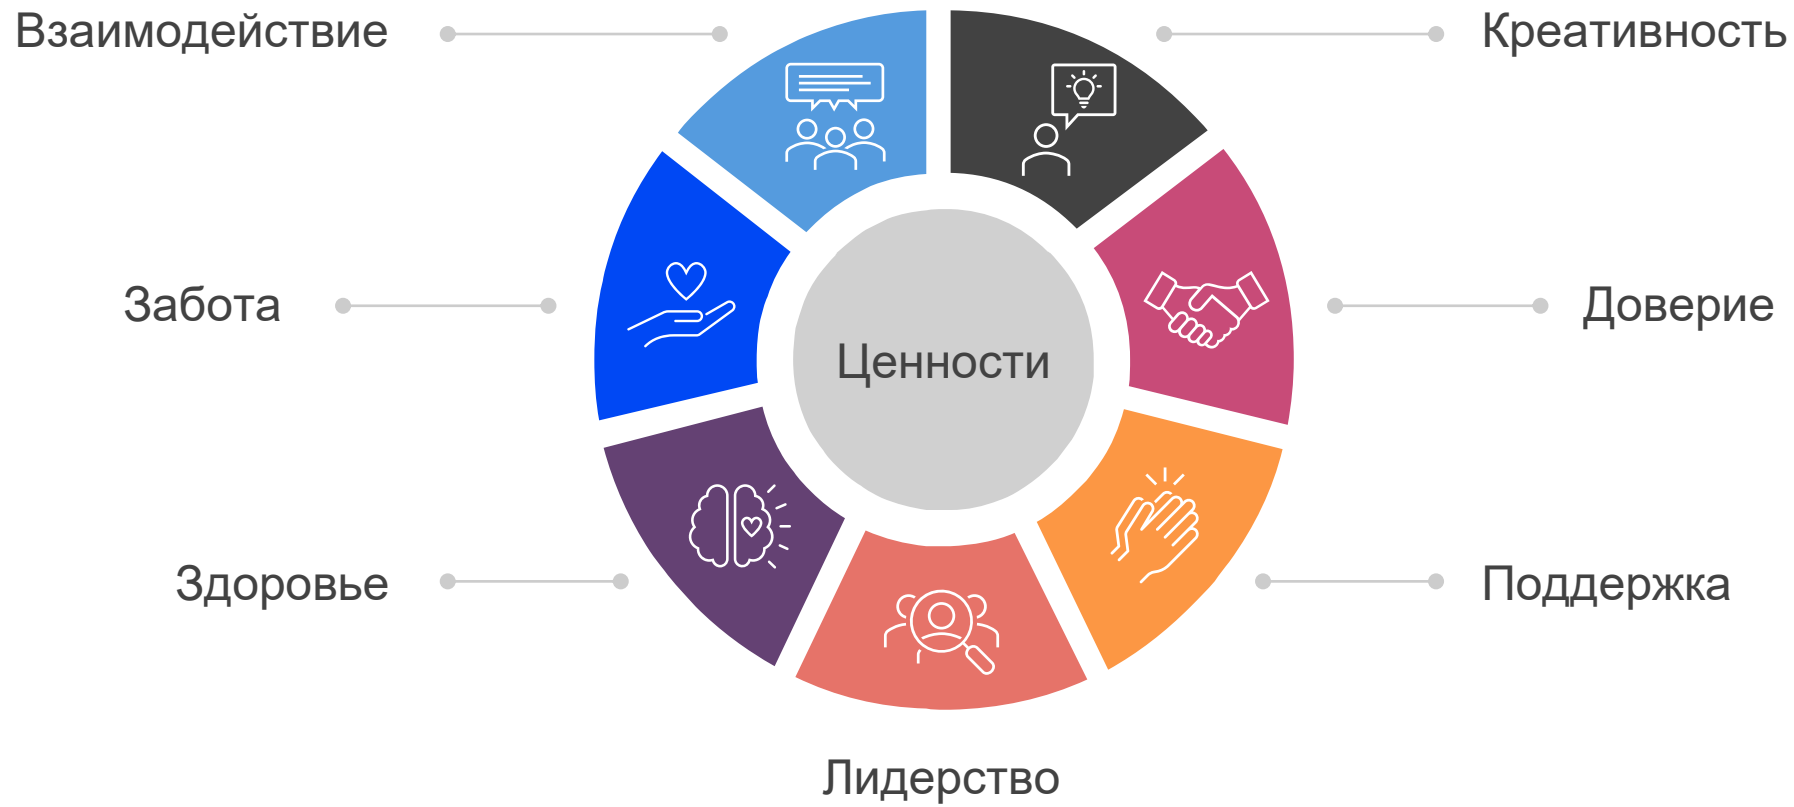 Взаимодействие
Креативность
Забота
Доверие
Ценности
Здоровье
Поддержка
Лидерство